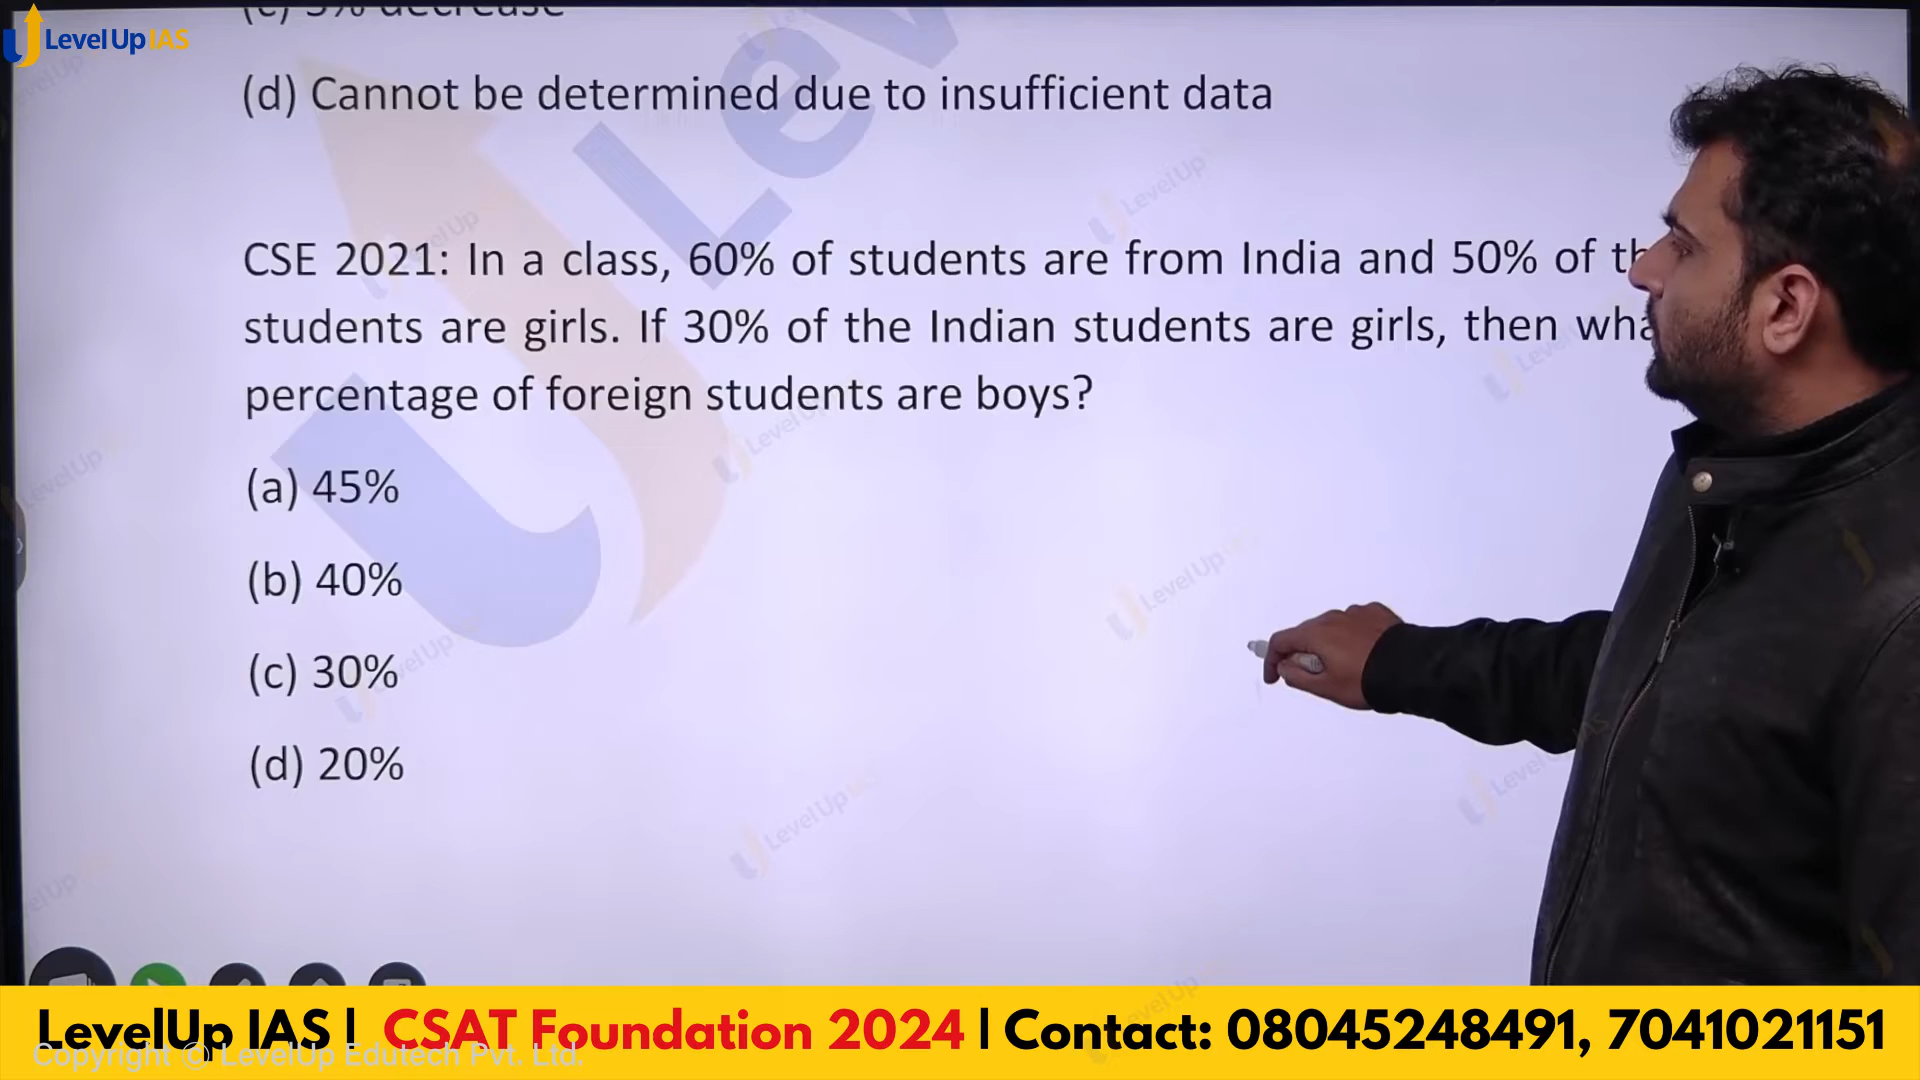 (c) 5% decrease
LevelUp IAS
(d) Cannot be determined due to insufficient data
CSE 2021: In a class, 60% of students are from India and 50% of
students are girls. If 30% of the Indian students are girls, then
percentage of foreign students are boys?
(a) 45%
(b) 40%
(c) 30%
(d) 20%
LevelUp IAS | CSAT Foundation 2024 | Contact: 08045248491, 7041021151
Copyright © LevelUp Edutech Pvt. Ltd.